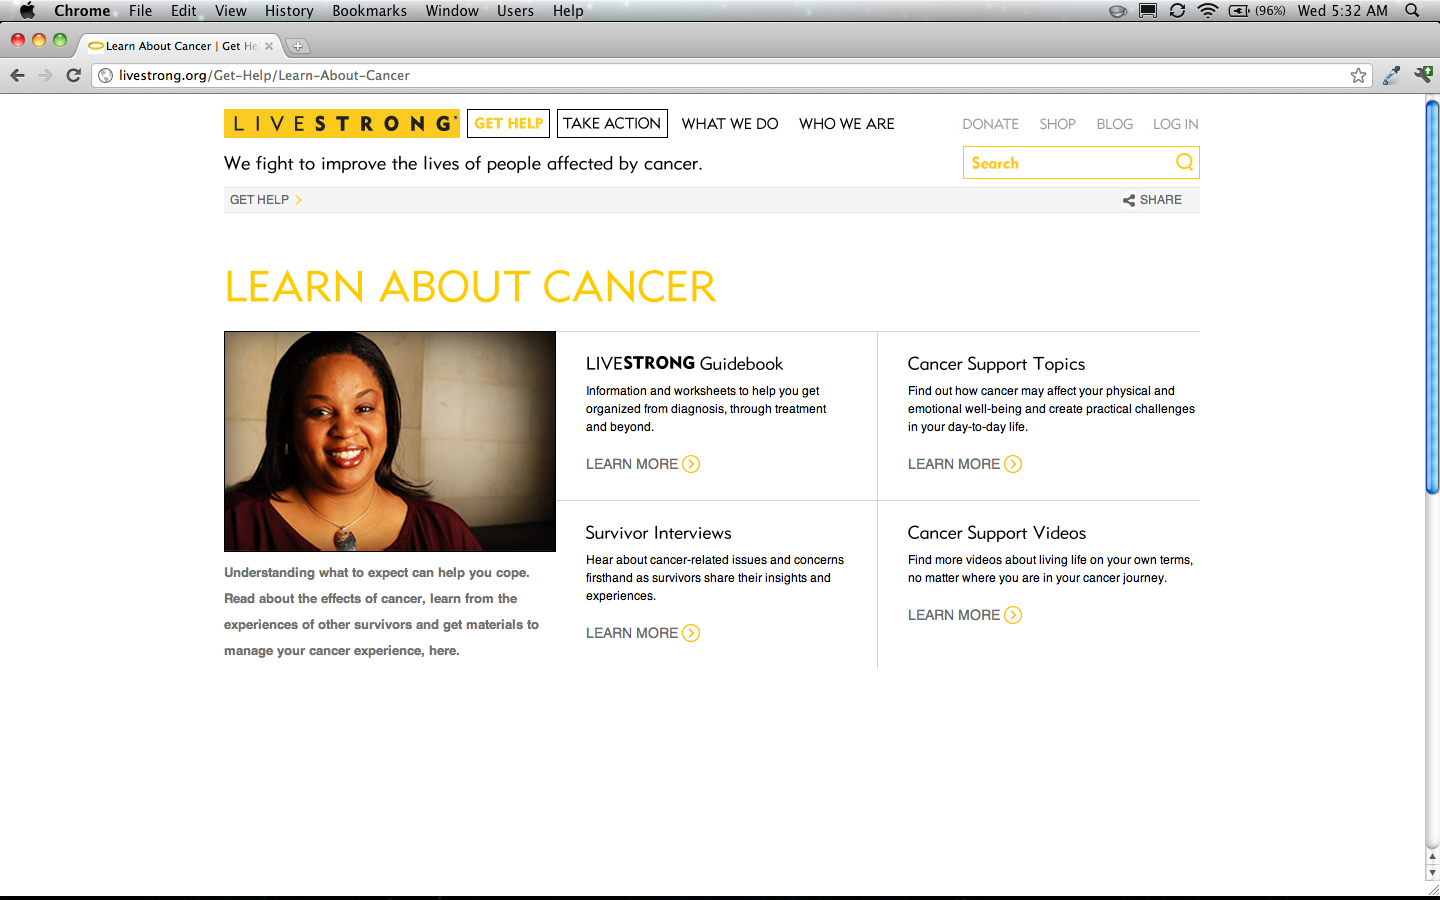 Chrome File Edit View History Bookmarks Window Users Help (96%) Wed 5:32 AM
Learn About Cancer | Get He
livestrong.org/Get-Help/Learn-About-Cancer
LIVESTRONG GET HELP TAKE ACTION WHAT WE DO WHO WE ARE DONATE SHOP BLOG LOG IN
We fight to improve the lives of people affected by cancer.
Search
GET HELP
SHARE
LEARN ABOUT CANCER
Understanding what to expect can help you cope.
Read about the effects of cancer, learn from the
experiences of other survivors and get materials to
manage your cancer experience, here.
LIVESTRONG Guidebook
Information and worksheets to help you get
organized from diagnosis, through treatment
and beyond.
LEARN MORE
Cancer Support Topics
Find out how cancer may affect your physical and
emotional well-being and create practical challenges
in your day-to-day life.
LEARN MORE
Survivor Interviews
Hear about cancer-related issues and concerns
firsthand as survivors share their insights and
experiences.
LEARN MORE
Cancer Support Videos
Find more videos about living life on your own terms,
no matter where you are in your cancer journey.
LEARN MORE